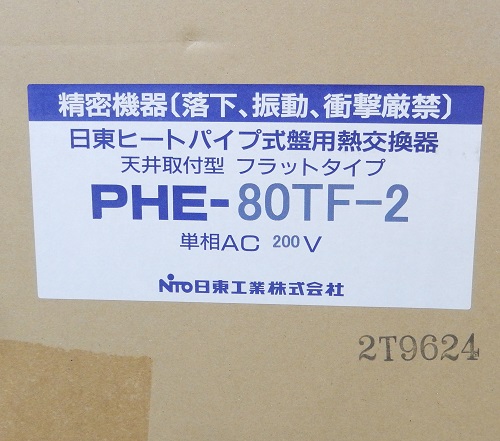 精密機器〔落下、振動、衝撃厳禁〕
日東ヒートパイプ式盤用熱交換器
天井取付型 フラットタイプ
PHE-80TF-2
単相AC 200 V
NITO日東工業株式会社
2T9624